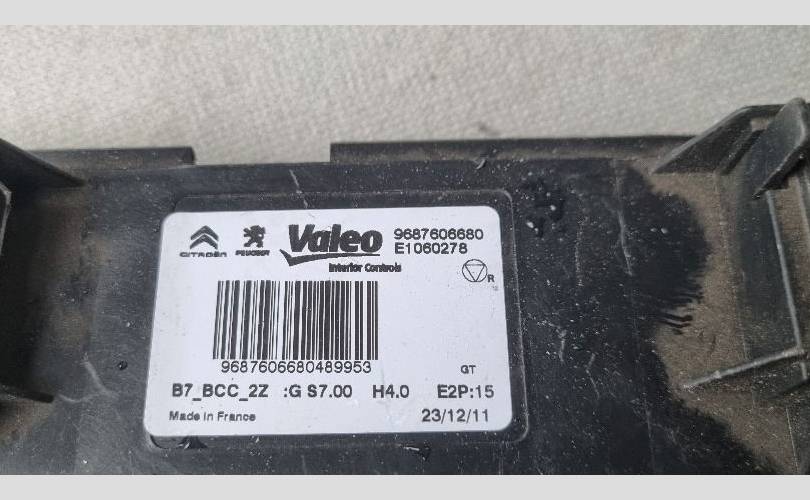 CITROËN PEUGEOT Valeo 9687606680
E1060278
Interior Controls
R
9687606680489953
GT
B7_BCC_2Z :G S7.00 H4.0 E2P:15
Made in France 23/12/11